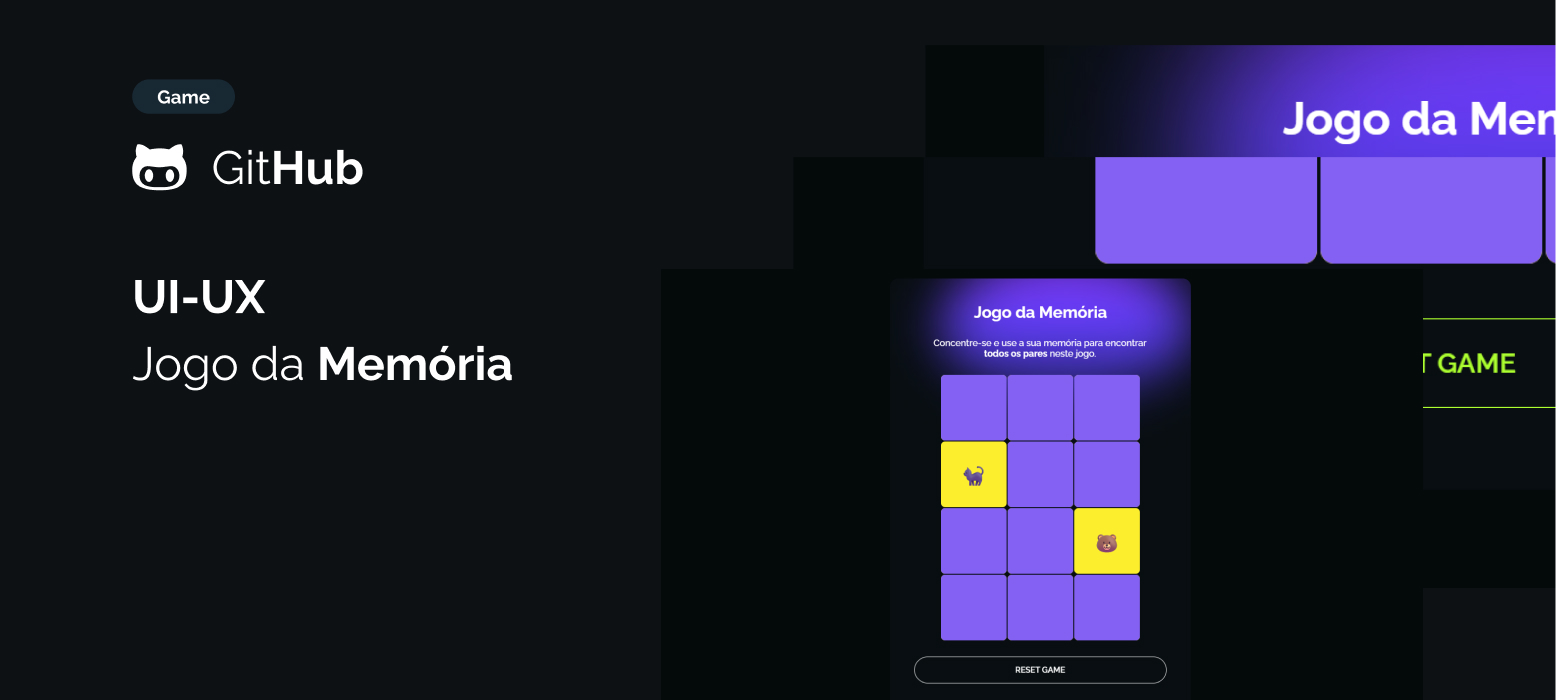 Game
GitHub
UI-UX
Jogo da Memória
Jogo da Mem
Jogo da Memória
Concentre-se e use a sua memória para encontrar
todos os pares neste jogo.
T GAME
RESET GAME